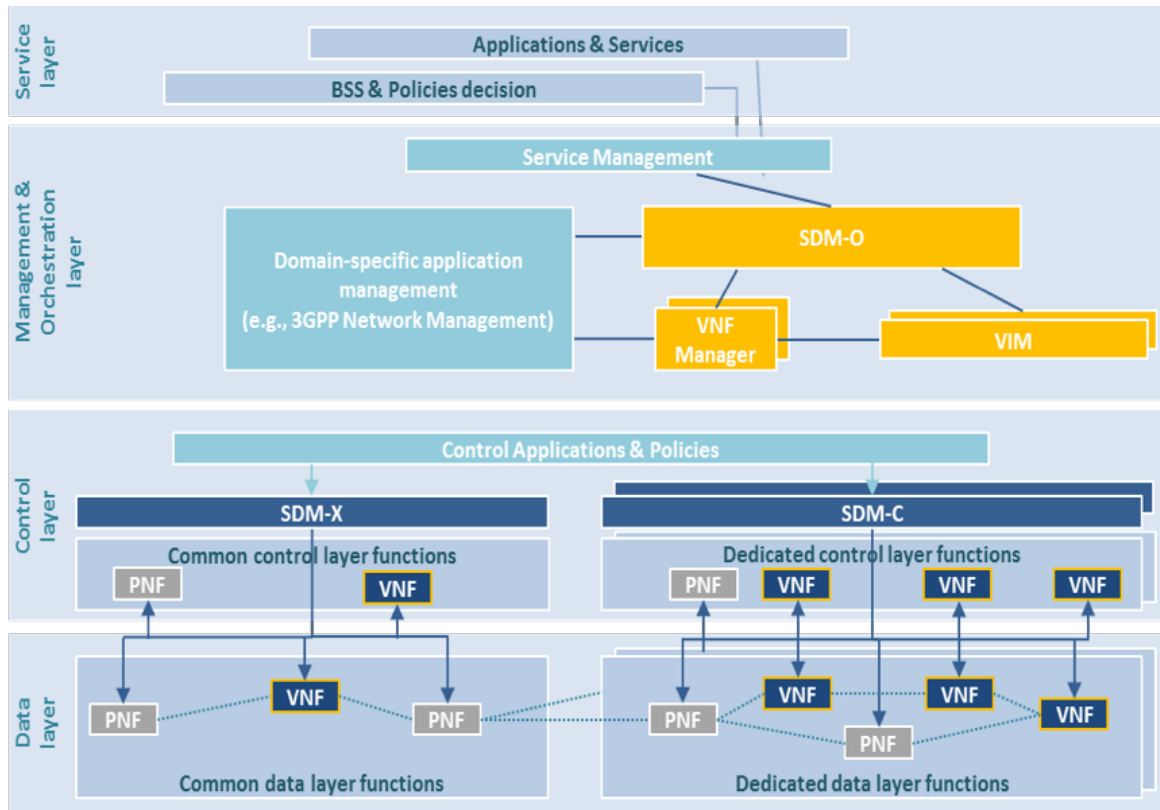 Service
layer
Applications & Services
BSS & Policies decision
Management &
Orchestration
layer
Service Management
SDM-O
Domain-specific application
management
(e.g., 3GPP Network Management)
VNF
Manager
VIM
Control
layer
Control Applications & Policies
SDM-X
SDM-C
Common control layer functions
Dedicated control layer functions
PNF
VNF
PNF
VNF
VNF
VNF
Data
layer
VNF
PNF
PNF
VNF
VNF
PNF
VNF
PNF
Common data layer functions
Dedicated data layer functions